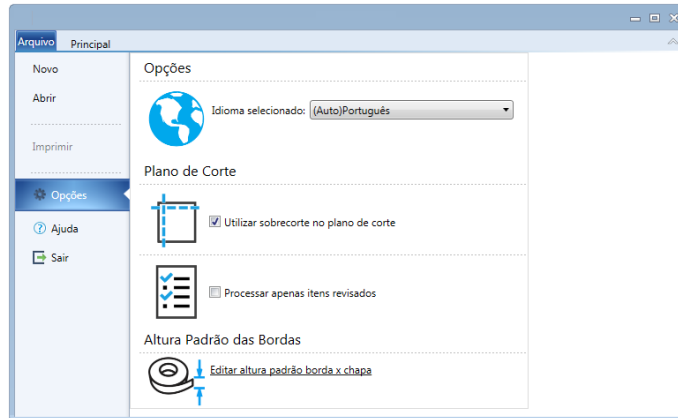 Arquivo Principal
Novo
Abrir
Imprimir
Opções
Ajuda
Sair
Opções
Idioma selecionado: (Auto)Português
Plano de Corte
Utilizar sobrecorte no plano de corte
Processar apenas itens revisados
Altura Padrão das Bordas
Editar altura padrão borda x chapa